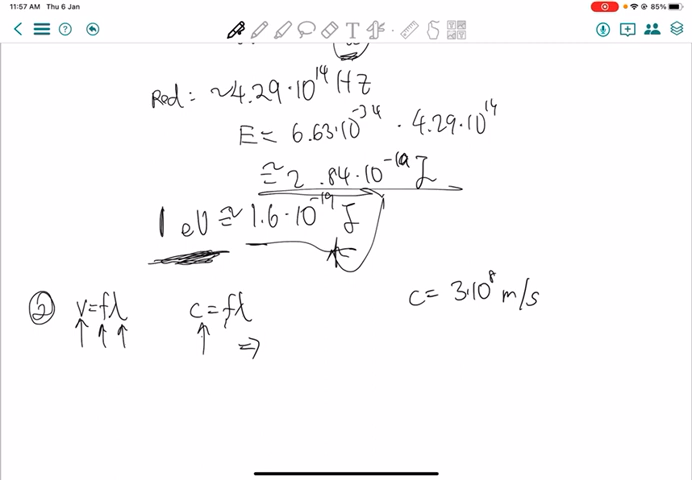 11:57 AM Thu 6 Jan
85%
Red: ~4.29·10^14 Hz
E = 6.63·10^-34 · 4.29·10^14
≅ 2.84·10^-19 J
1 eV ≅ 1.6·10^-19 J
② v=fλ c=fλ c = 3·10^8 m/s
⇒